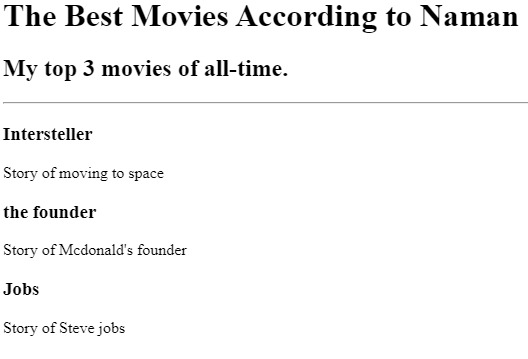 The Best Movies According to Naman
My top 3 movies of all-time.
Intersteller
Story of moving to space
the founder
Story of Mcdonald's founder
Jobs
Story of Steve jobs